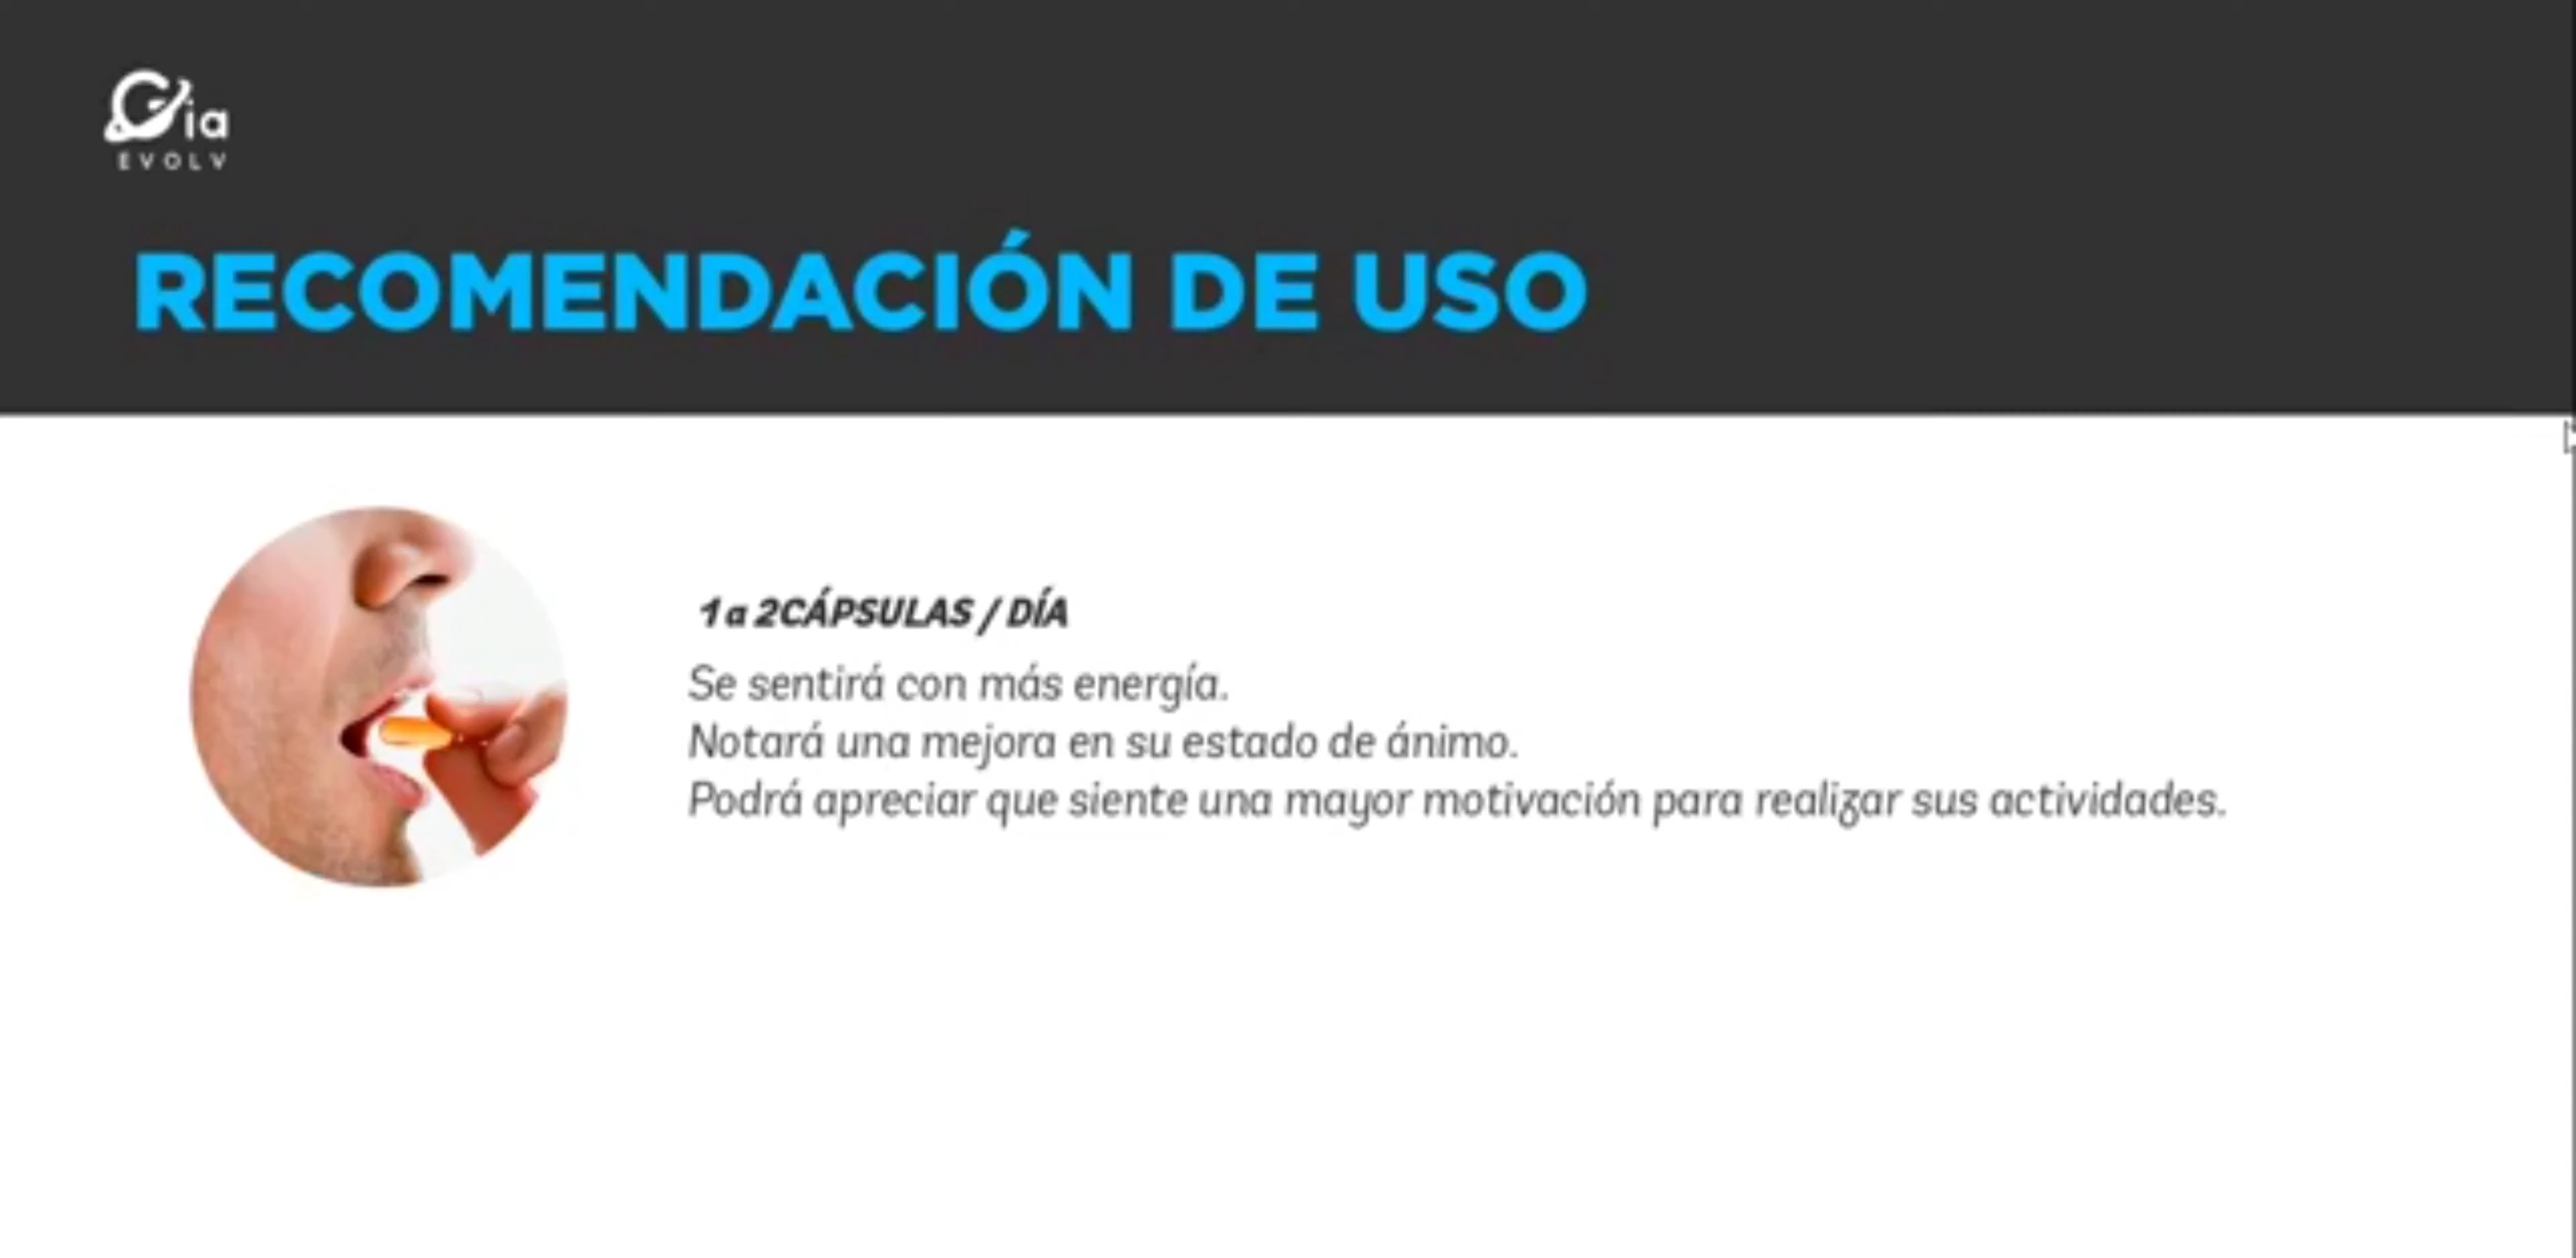 Gia
EVOLV
RECOMENDACIÓN DE USO
1 a 2CÁPSULAS / DÍA
Se sentirá con más energía.
Notará una mejora en su estado de ánimo.
Podrá apreciar que siente una mayor motivación para realizar sus actividades.